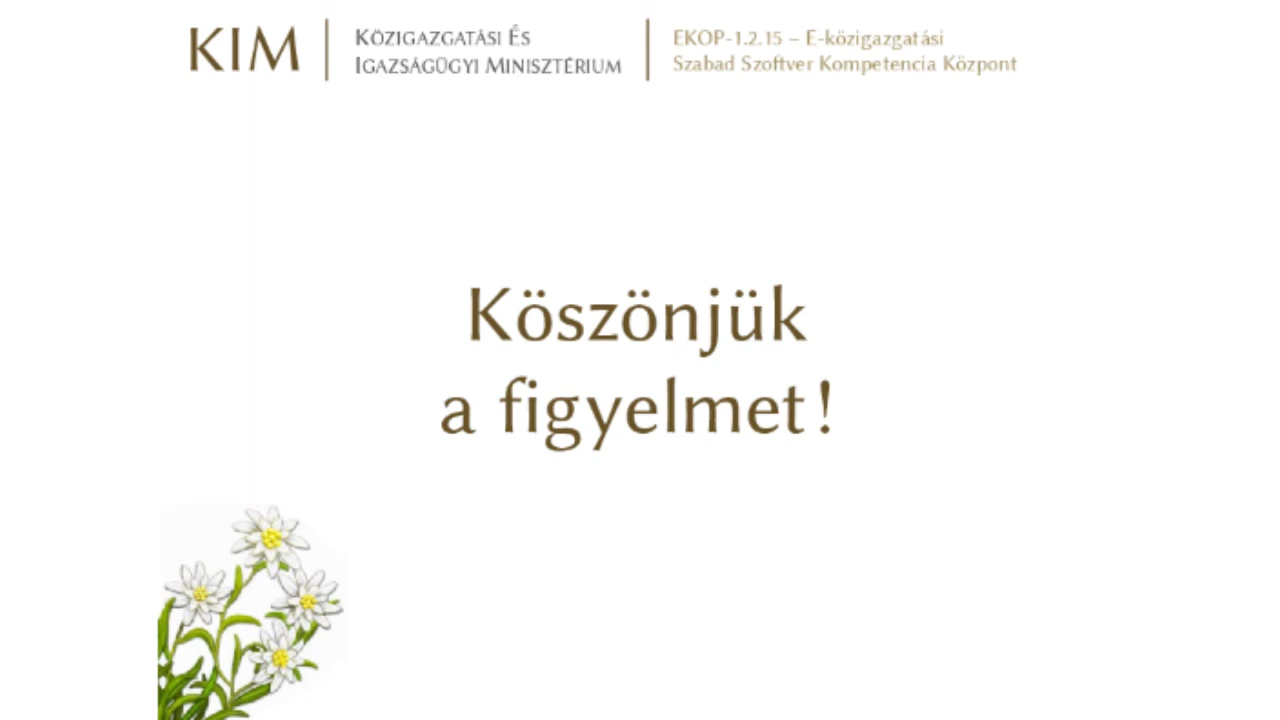 KIM
KÖZIGAZGATÁSI ÉS
IGAZSÁGÜGYI MINISZTÉRIUM
EKOP-1.2.15 – E-közigazgatási
Szabad Szoftver Kompetencia Központ
Köszönjük
a figyelmet!